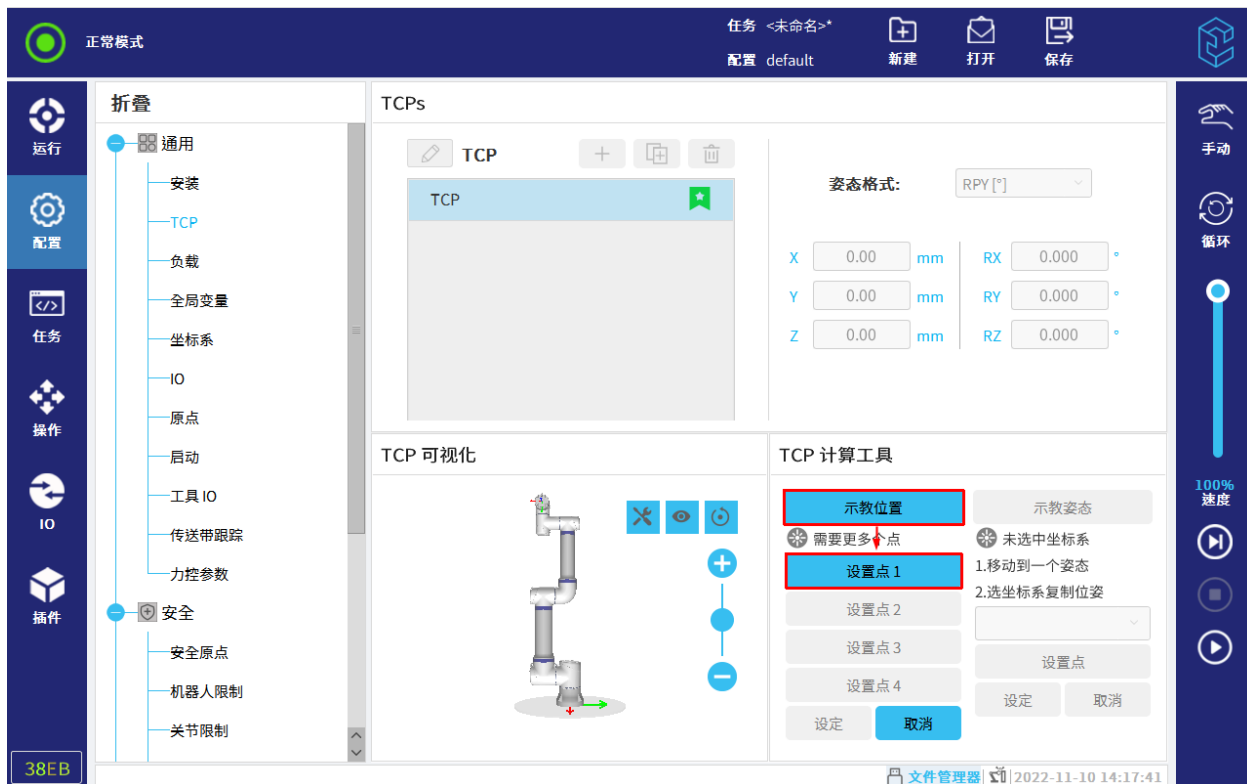 正常模式
任务 <未命名>*
配置 default
新建
打开
保存
运行
配置
任务
操作
IO
插件
38EB
折叠
通用
安装
TCP
负载
全局变量
坐标系
IO
原点
启动
工具 IO
传送带跟踪
力控参数
安全
安全原点
机器人限制
关节限制
TCPs
TCP
TCP
姿态格式:
RPY [°]
X 0.00 mm RX 0.000 °
Y 0.00 mm RY 0.000 °
Z 0.00 mm RZ 0.000 °
TCP 可视化
TCP 计算工具
示教位置
需要更多个点
设置点 1
设置点 2
设置点 3
设置点 4
设定 取消
示教姿态
未选中坐标系
1.移动到一个姿态
2.选坐标系复制位姿
设置点
设定 取消
手动
循环
100%
速度
文件管理器
2022-11-10 14:17:41